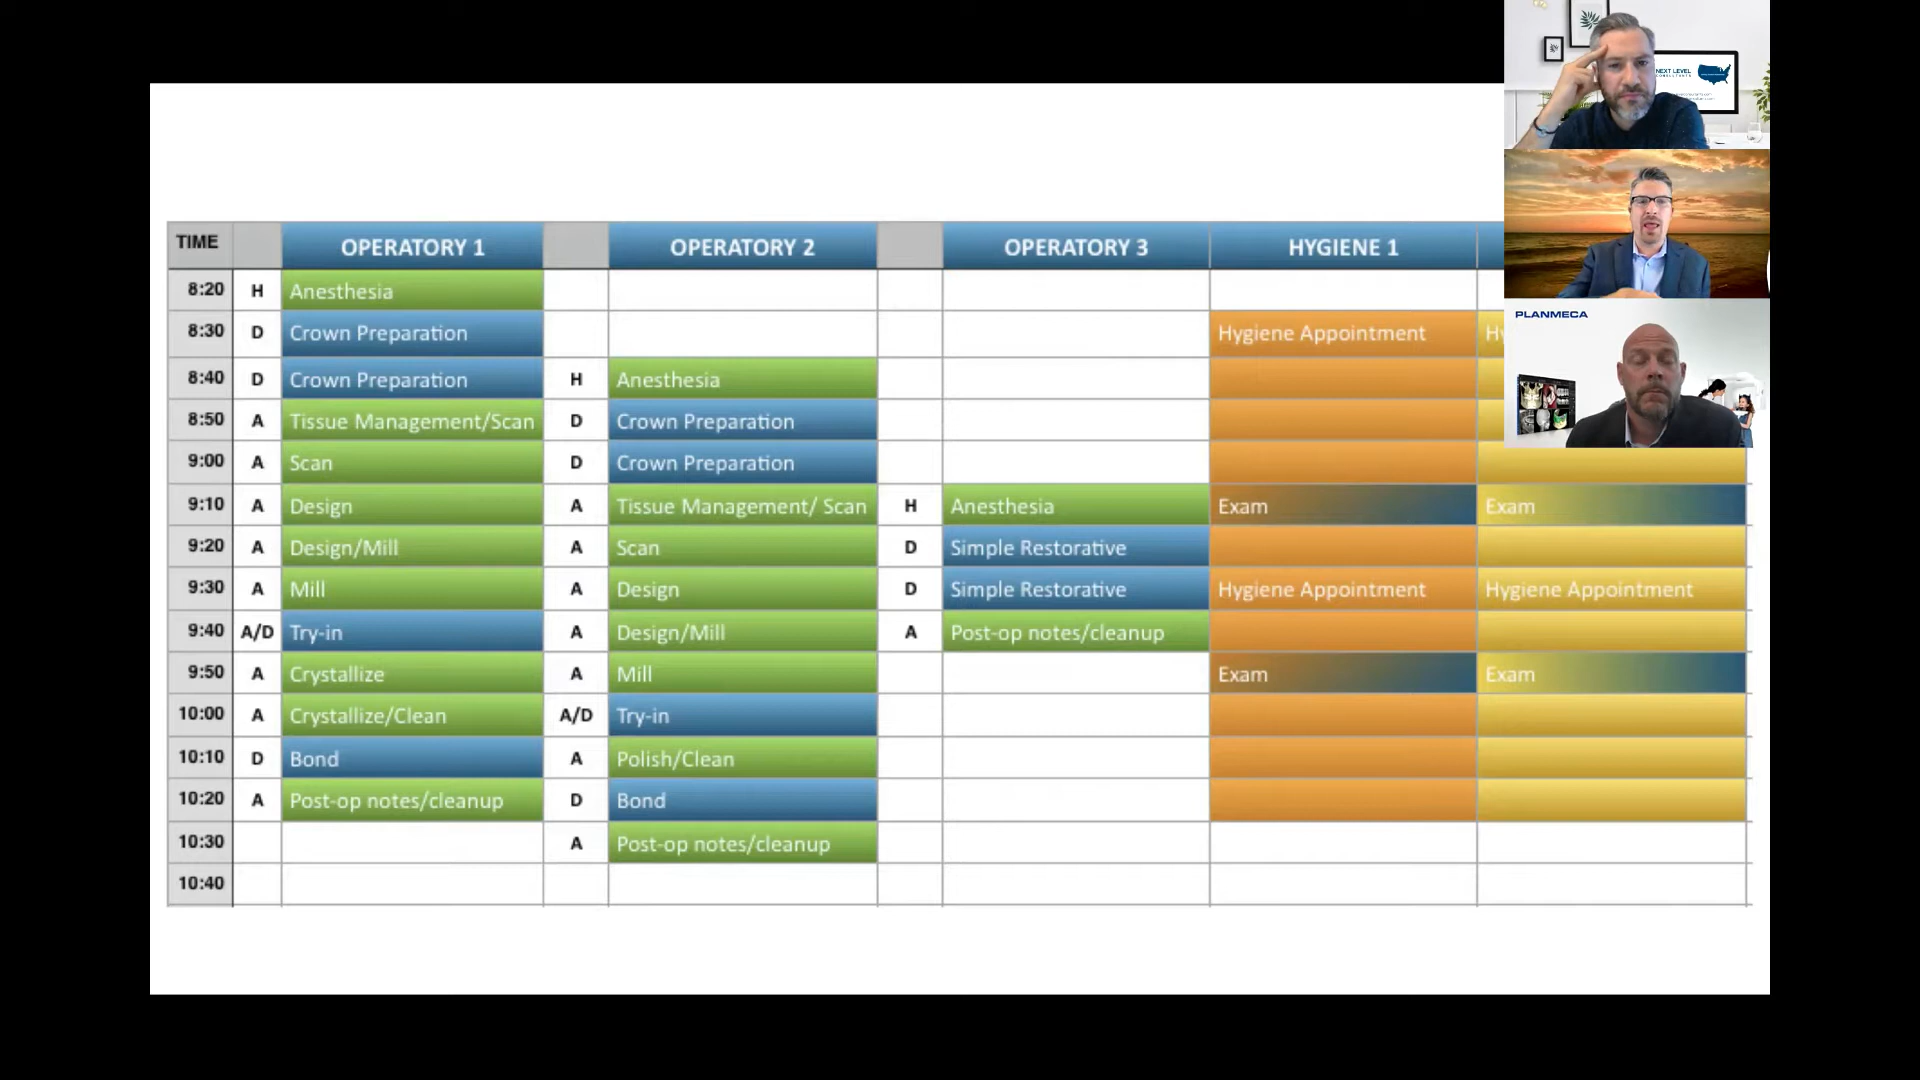 NEXT LEVEL
CONSULTANTS
PLANMECA
TIME OPERATORY 1 OPERATORY 2 OPERATORY 3 HYGIENE 1
8:20 H Anesthesia
8:30 D Crown Preparation Hygiene Appointment Hy
8:40 D Crown Preparation H Anesthesia
8:50 A Tissue Management/Scan D Crown Preparation
9:00 A Scan D Crown Preparation
9:10 A Design A Tissue Management/ Scan H Anesthesia Exam Exam
9:20 A Design/Mill A Scan D Simple Restorative
9:30 A Mill A Design D Simple Restorative Hygiene Appointment Hygiene Appointment
9:40 A/D Try-in A Design/Mill A Post-op notes/cleanup
9:50 A Crystallize A Mill Exam Exam
10:00 A Crystallize/Clean A/D Try-in
10:10 D Bond A Polish/Clean
10:20 A Post-op notes/cleanup D Bond
10:30 A Post-op notes/cleanup
10:40